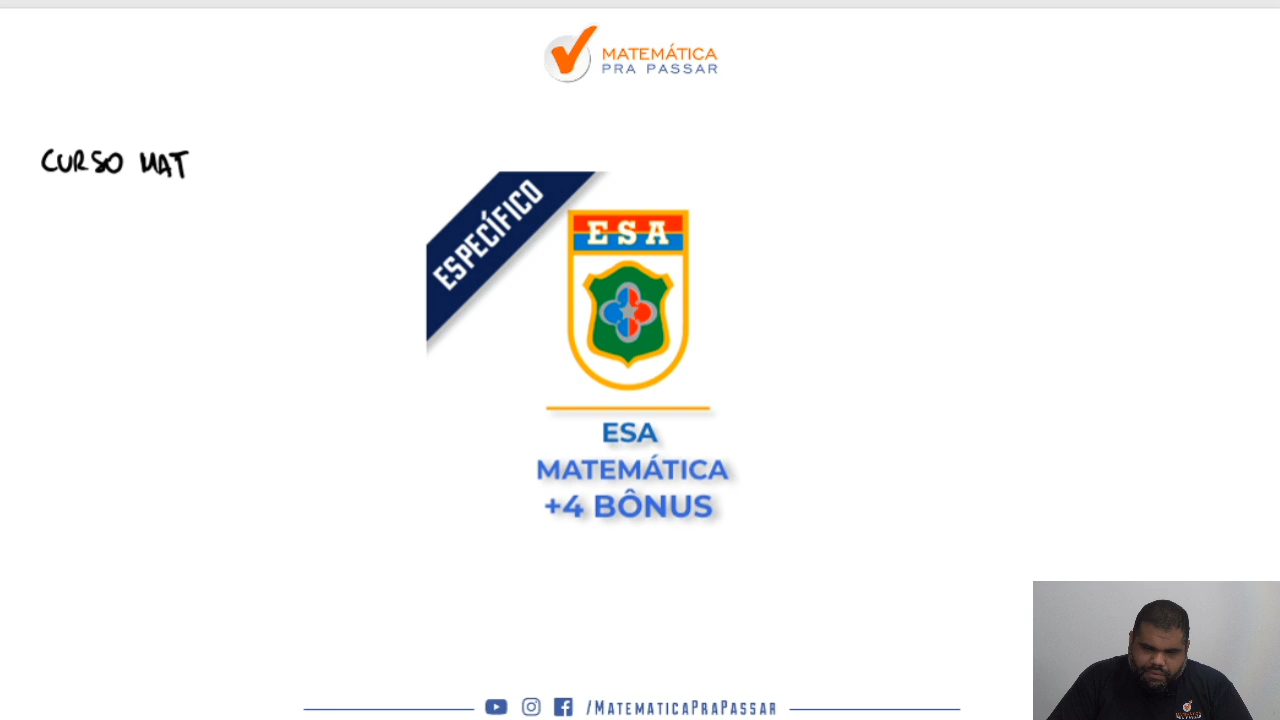 MATEMÁTICA
PRA PASSAR
CURSO MAT
ESPECÍFICO
ESA
ESA
MATEMÁTICA
+4 BÔNUS
/MATEMATICAPRAPASSAR